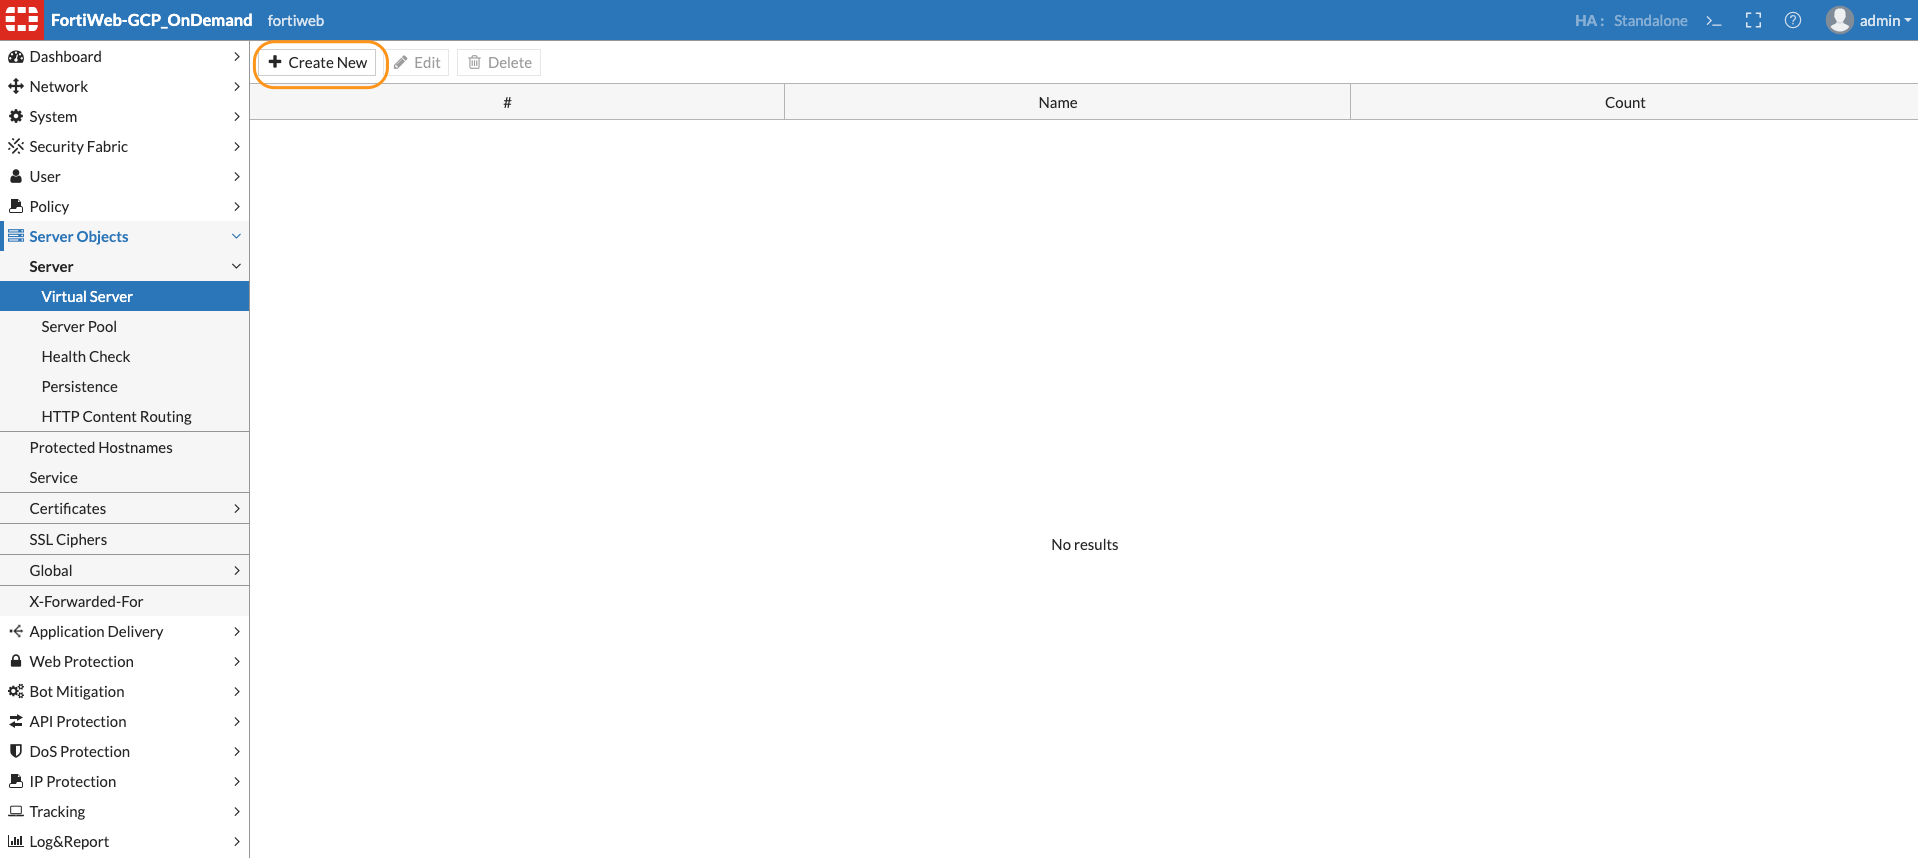 FortiWeb-GCP_OnDemand fortiweb HA : Standalone >_ admin
Dashboard
Network
System
Security Fabric
User
Policy
Server Objects
Server
Virtual Server
Server Pool
Health Check
Persistence
HTTP Content Routing
Protected Hostnames
Service
Certificates
SSL Ciphers
Global
X-Forwarded-For
Application Delivery
Web Protection
Bot Mitigation
API Protection
DoS Protection
IP Protection
Tracking
Log&Report
Create New Edit Delete
# Name Count
No results